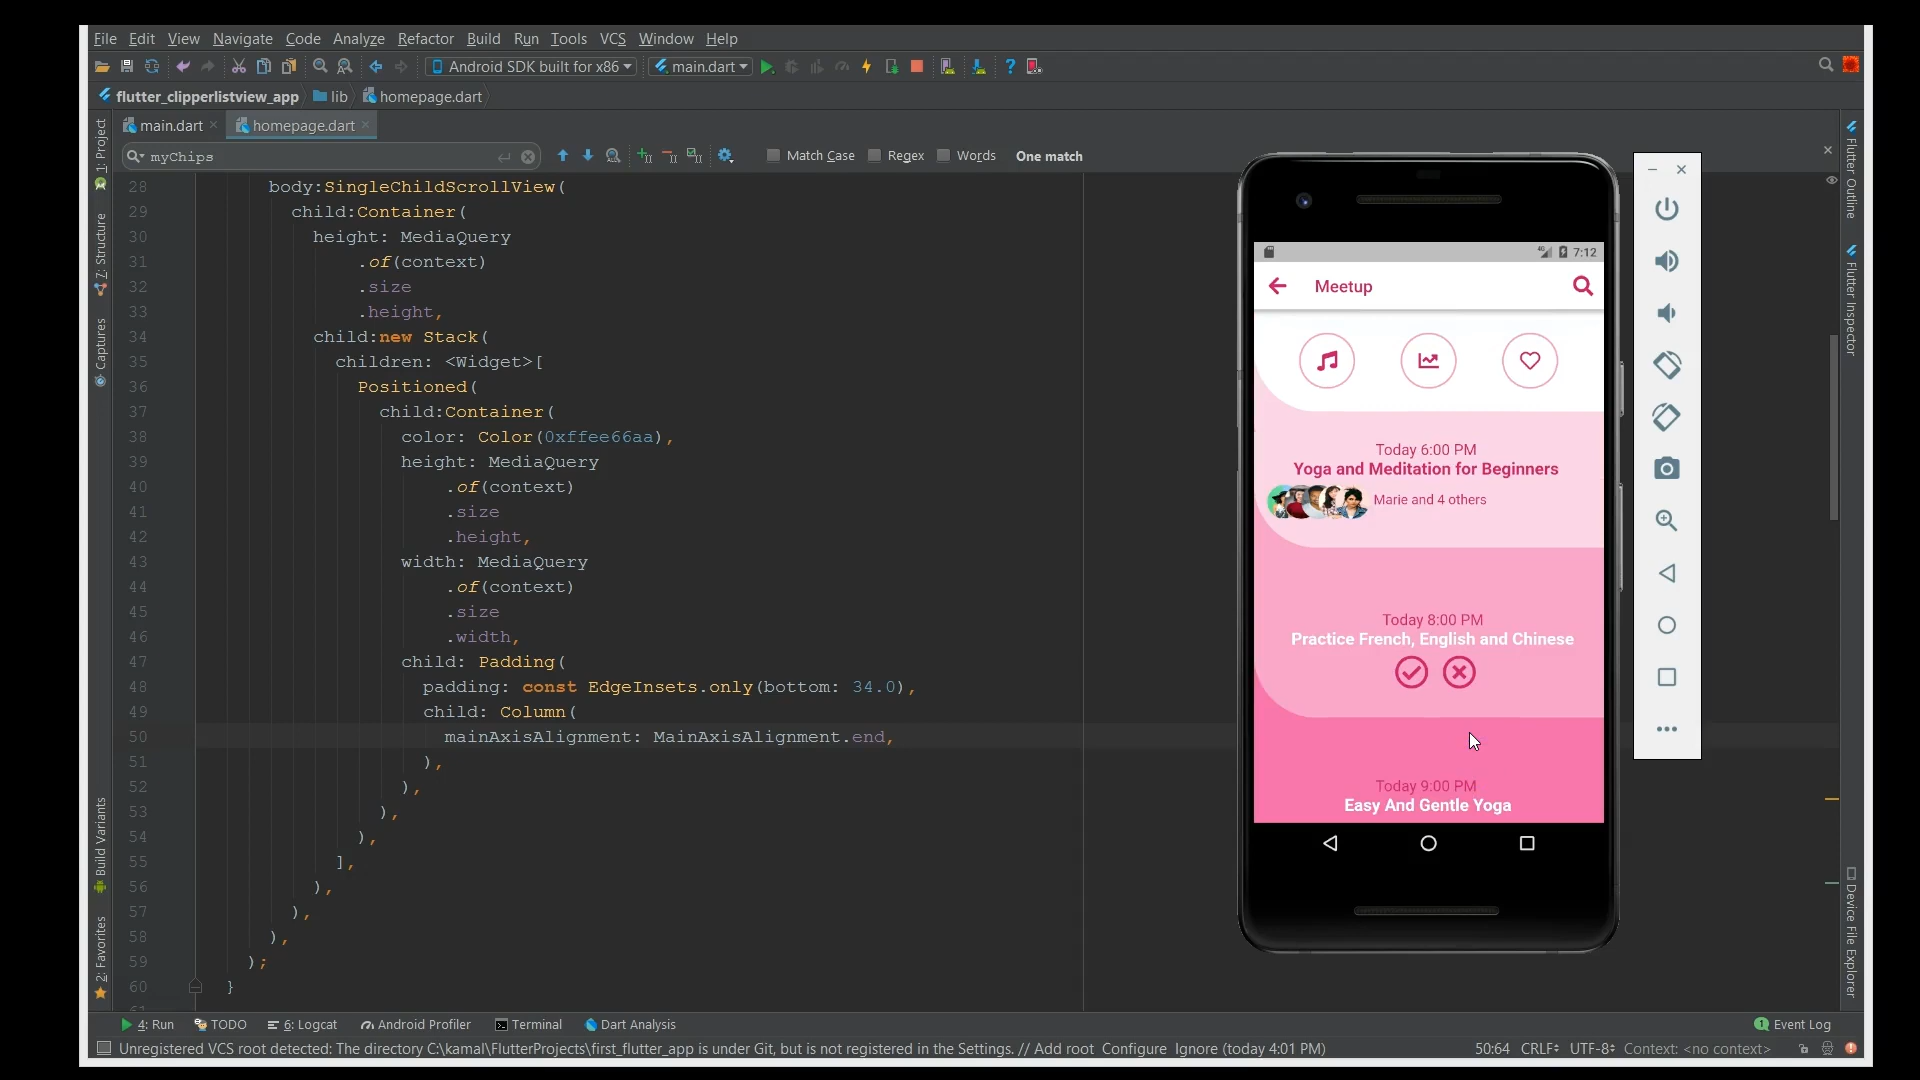 File Edit View Navigate Code Analyze Refactor Build Run Tools VCS Window Help
Android SDK built for x86 main.dart
flutter_clipperlistview_app lib homepage.dart
main.dart homepage.dart
myChips Match Case Regex Words One match
28 body:SingleChildScrollView(
29 child:Container(
30 height: MediaQuery
31 .of(context)
32 .size
33 .height,
34 child:new Stack(
35 children: <Widget>[
36 Positioned(
37 child:Container(
38 color: Color(0xffee66aa),
39 height: MediaQuery
40 .of(context)
41 .size
42 .height,
43 width: MediaQuery
44 .of(context)
45 .size
46 .width,
47 child: Padding(
48 padding: const EdgeInsets.only(bottom: 34.0),
49 child: Column(
50 mainAxisAlignment: MainAxisAlignment.end,
51 ),
52 ),
53 ),
54 ),
55 ],
56 ),
57 ),
58 ),
59 );
60 }
1: Project
7: Structure
Captures
Build Variants
2: Favorites
4G 7:12
Meetup
Today 6:00 PM
Yoga and Meditation for Beginners
Marie and 4 others
Today 8:00 PM
Practice French, English and Chinese
Today 9:00 PM
Easy And Gentle Yoga
Flutter Outline
Flutter Inspector
Device File Explorer
4: Run TODO 6: Logcat Android Profiler Terminal Dart Analysis 1 Event Log
Unregistered VCS root detected: The directory C:\kamal\FlutterProjects\first_flutter_app is under Git, but is not registered in the Settings. // Add root Configure Ignore (today 4:01 PM) 50:64 CRLF UTF-8 Context: <no context>